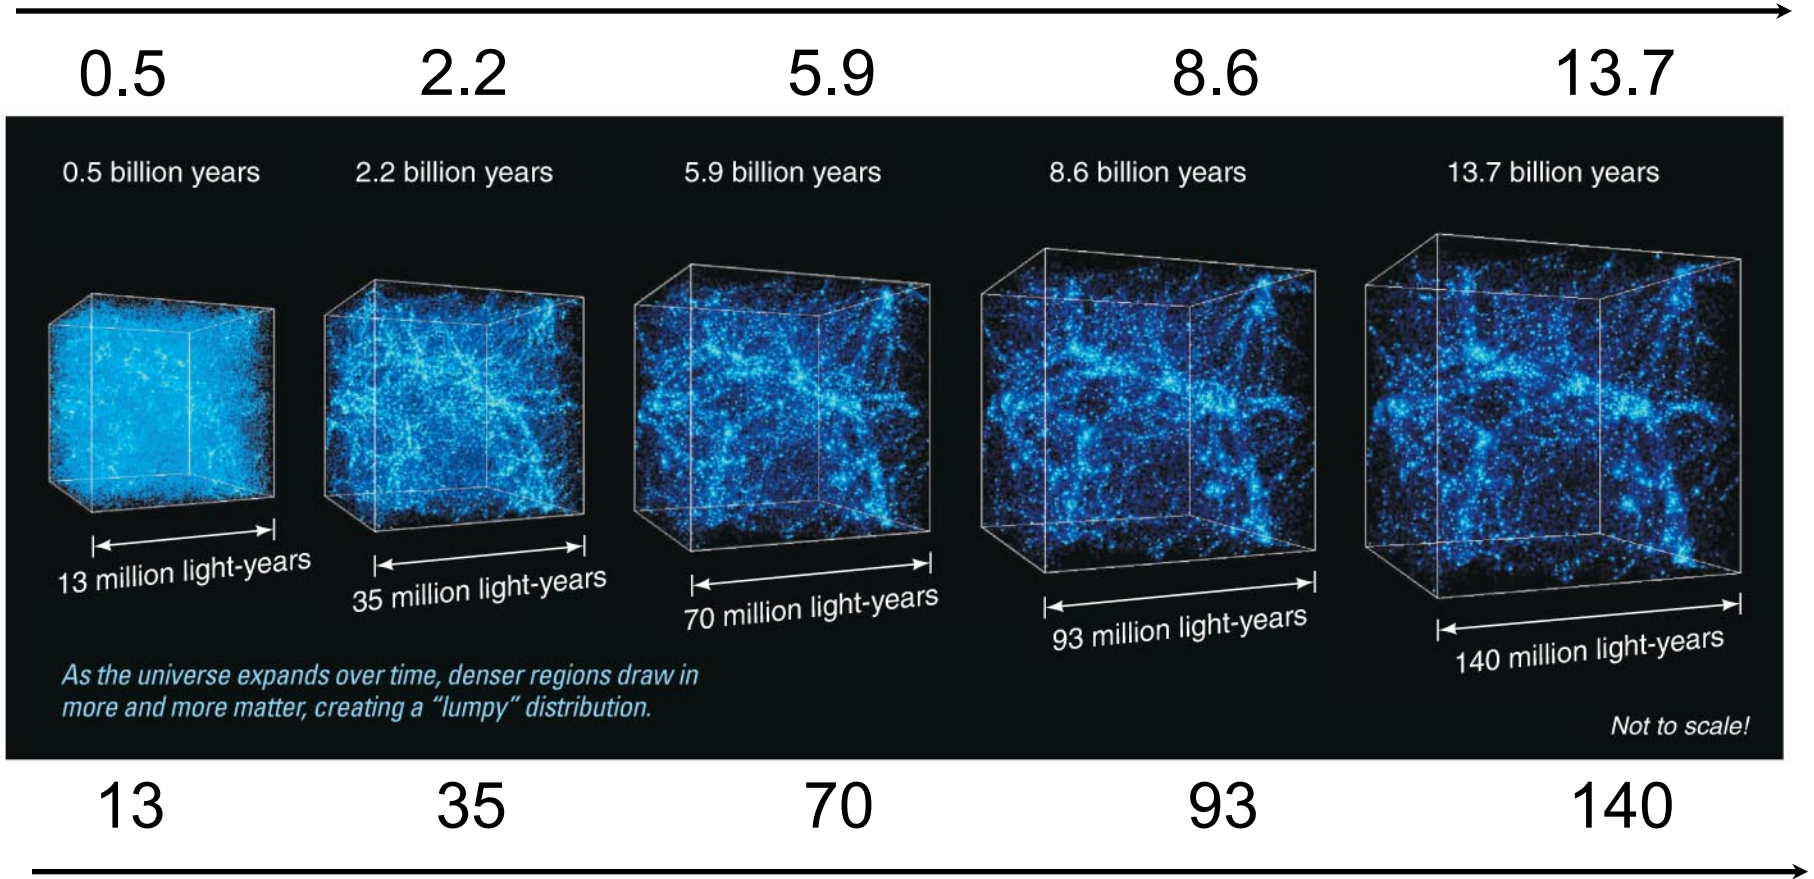 0.5 2.2 5.9 8.6 13.7
0.5 billion years 2.2 billion years 5.9 billion years 8.6 billion years 13.7 billion years
13 million light-years 35 million light-years 70 million light-years 93 million light-years 140 million light-years
As the universe expands over time, denser regions draw in
more and more matter, creating a “lumpy” distribution.
Not to scale!
13 35 70 93 140